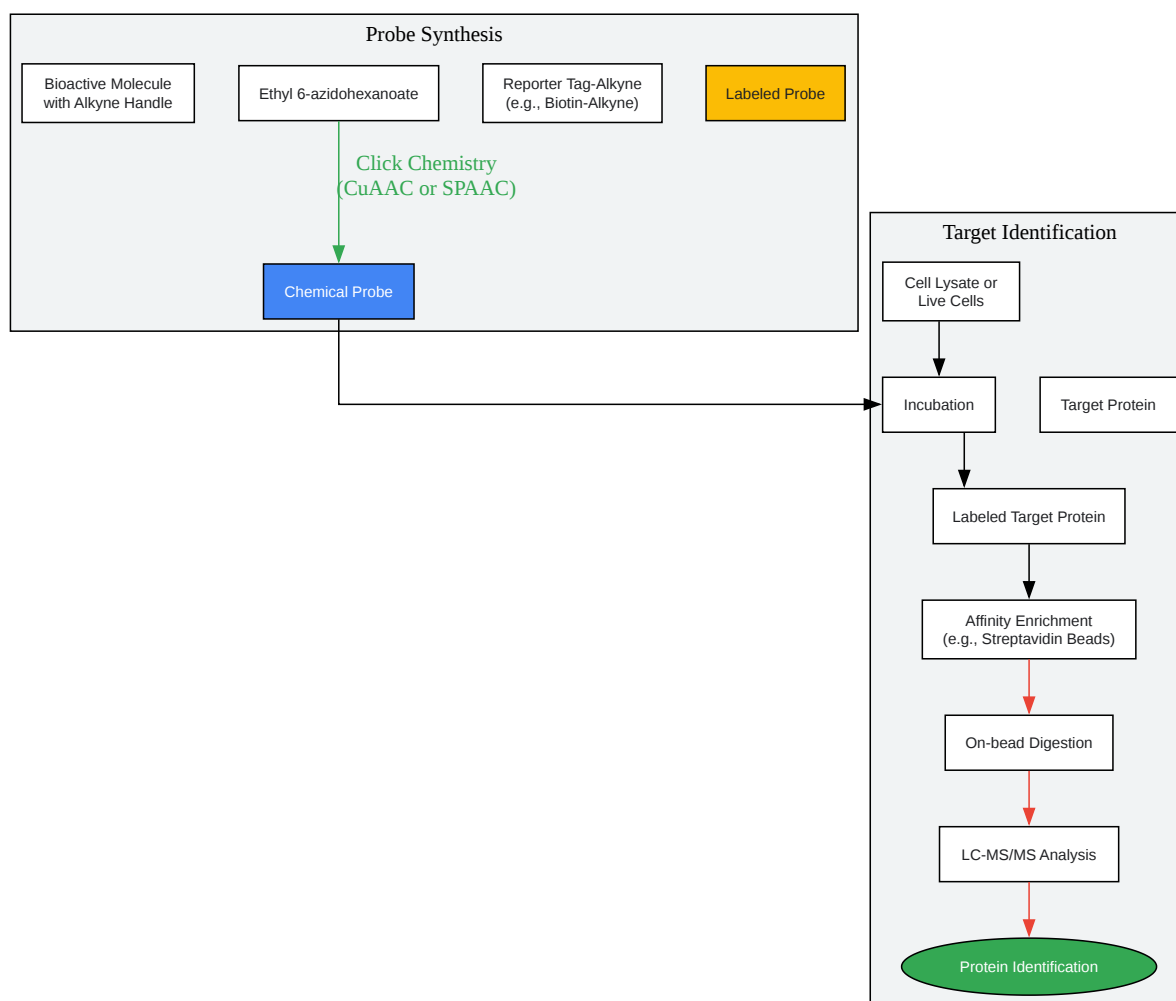 Probe Synthesis
Bioactive Molecule
with Alkyne Handle
Ethyl 6-azidohexanoate
Reporter Tag-Alkyne
(e.g., Biotin-Alkyne)
Labeled Probe
Click Chemistry
(CuAAC or SPAAC)
Chemical Probe
Target Identification
Cell Lysate or
Live Cells
Incubation
Target Protein
Labeled Target Protein
Affinity Enrichment
(e.g., Streptavidin Beads)
On-bead Digestion
LC-MS/MS Analysis
Protein Identification